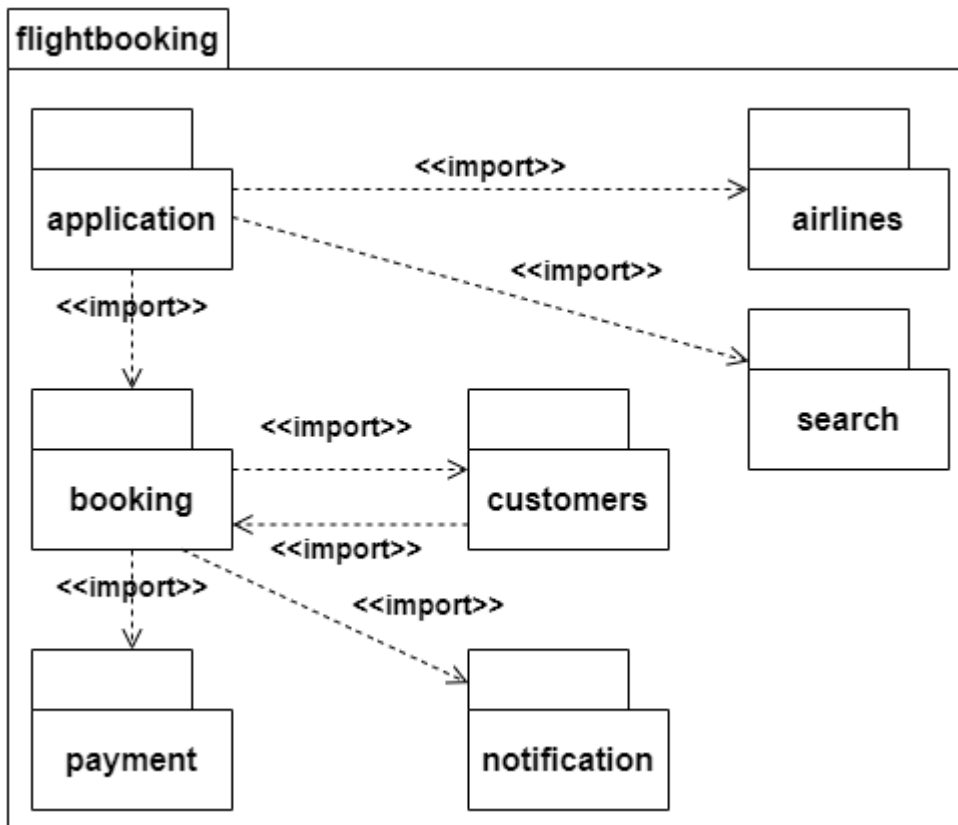 flightbooking
<<import>>
application
airlines
<<import>>
<<import>>
search
<<import>>
booking
customers
<<import>>
<<import>>
<<import>>
payment
notification